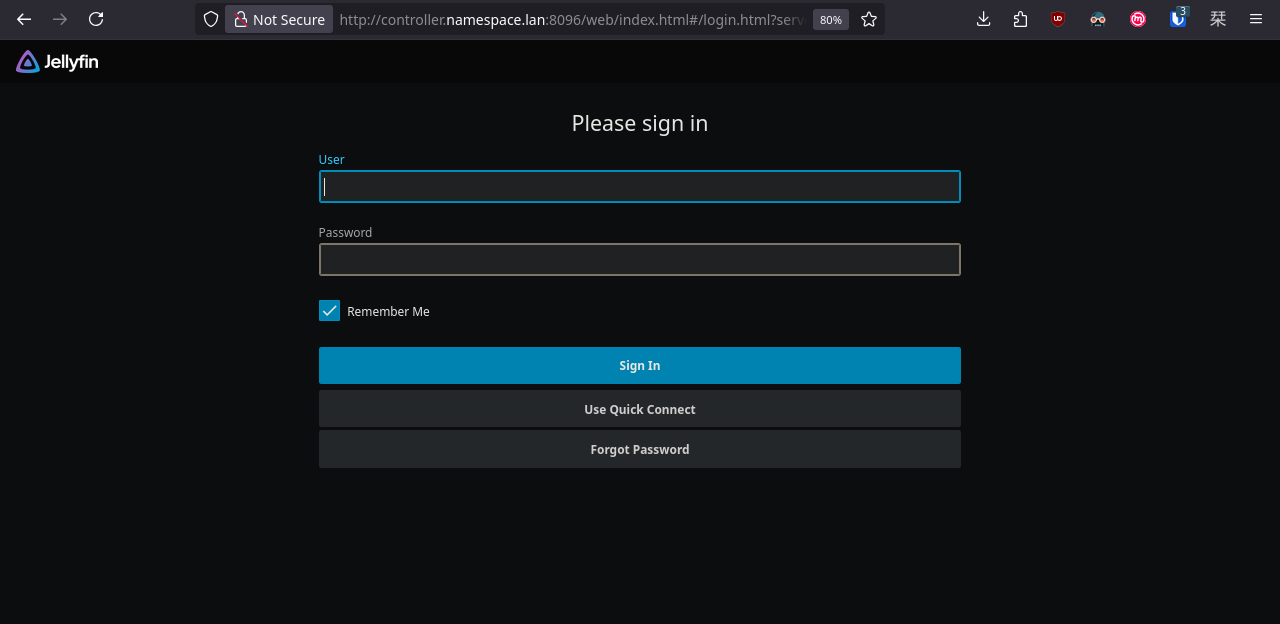 Not Secure http://controller.namespace.lan:8096/web/index.html#/login.html?serv 80% 3 栞
Jellyfin
Please sign in
User
Password
Remember Me
Sign In
Use Quick Connect
Forgot Password